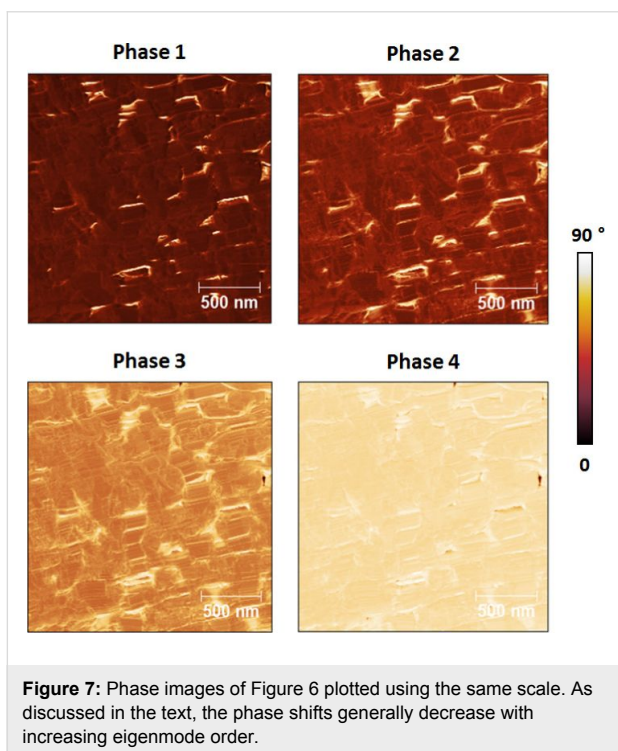 Phase 1
Phase 2
500 nm
500 nm
90 °
0
Phase 3
Phase 4
500 nm
500 nm
Figure 7: Phase images of Figure 6 plotted using the same scale. As
discussed in the text, the phase shifts generally decrease with
increasing eigenmode order.